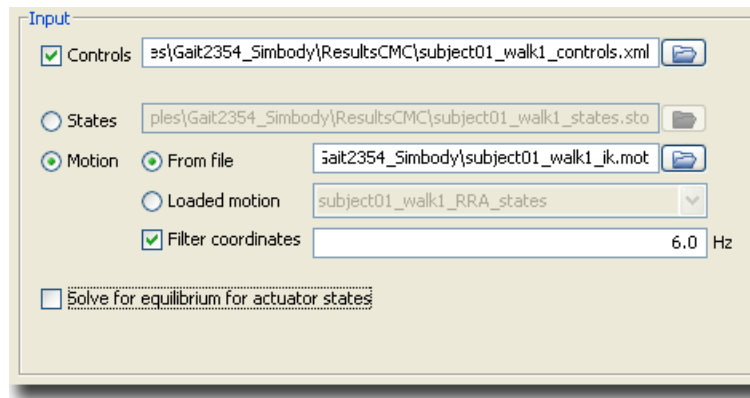 Input
Controls es\Gait2354_Simbody\ResultsCMC\subject01_walk1_controls.xml
States ples\Gait2354_Simbody\ResultsCMC\subject01_walk1_states.sto
Motion From file Gait2354_Simbody\subject01_walk1_ik.mot
Loaded motion subject01_walk1_RRA_states
Filter coordinates 6.0 Hz
Solve for equilibrium for actuator states